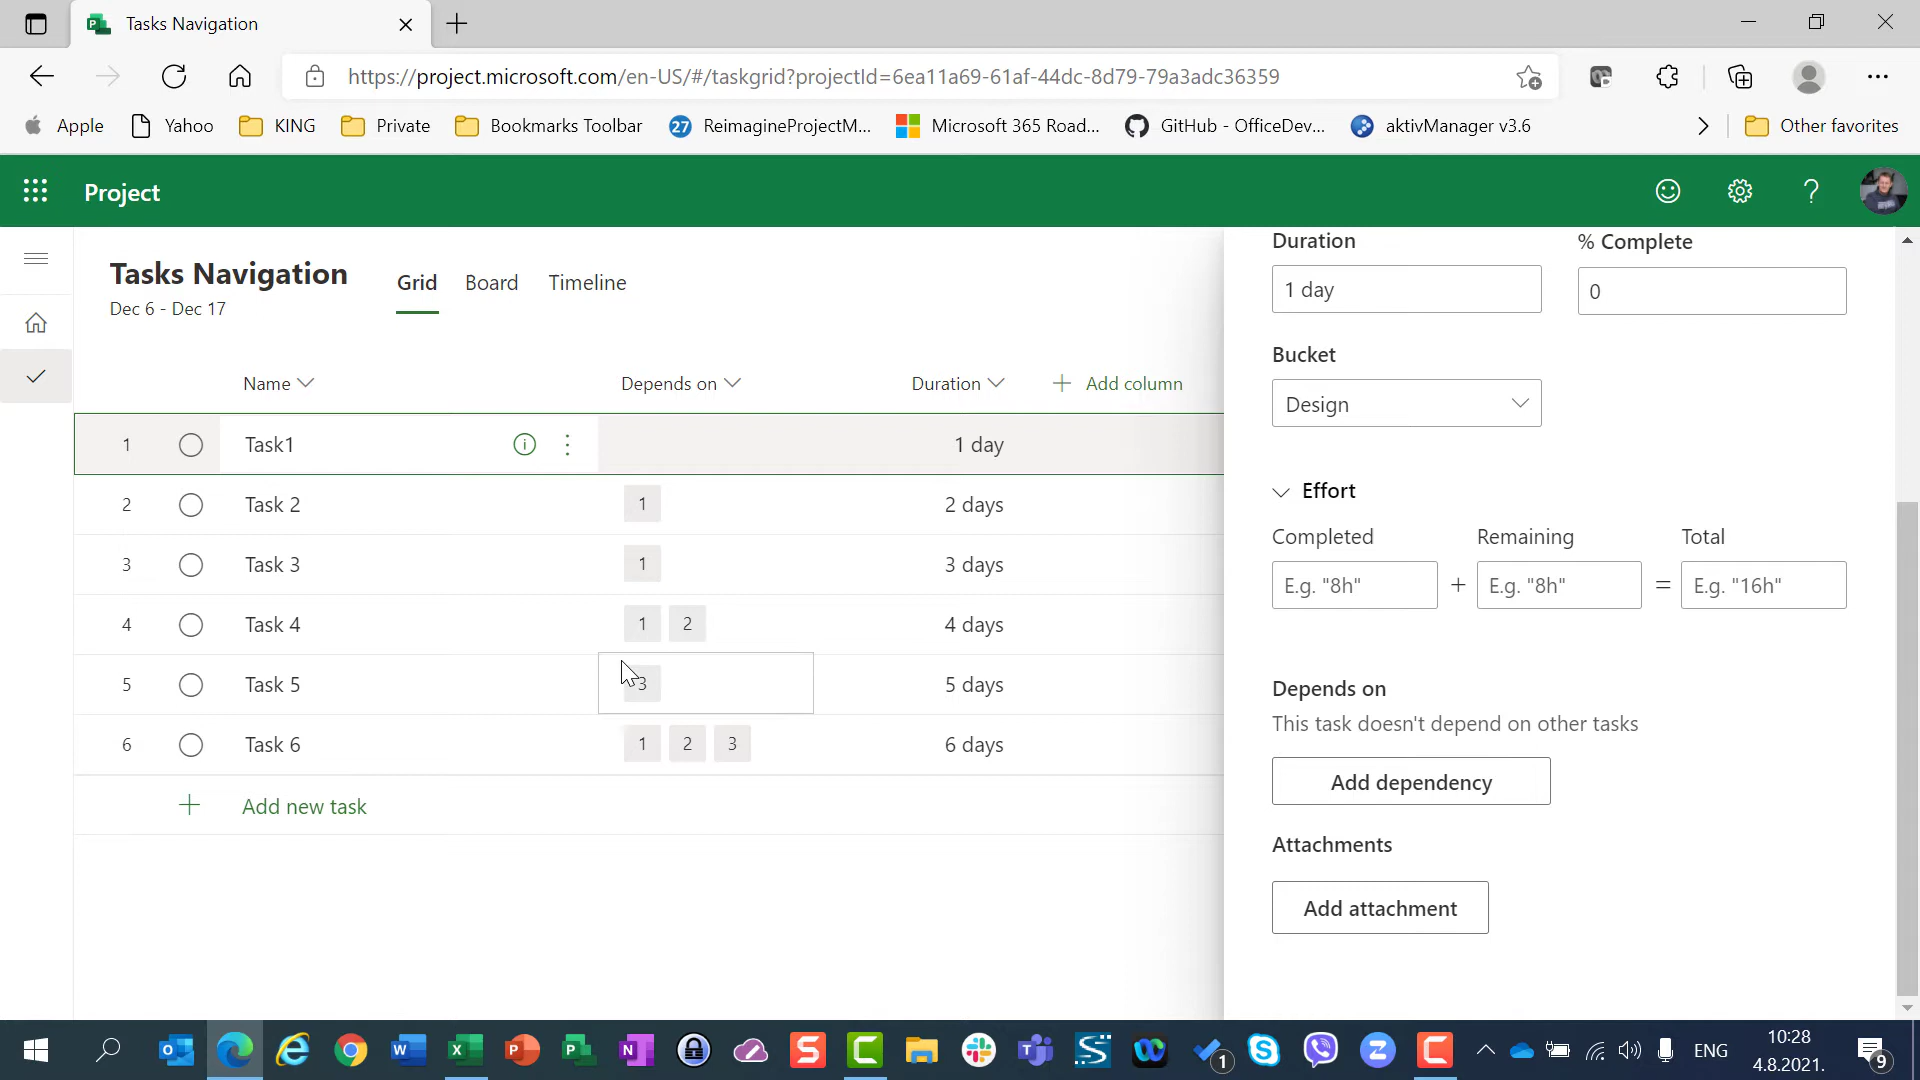 Tasks Navigation
https://project.microsoft.com/en-US/#/taskgrid?projectId=6ea11a69-61af-44dc-8d79-79a3adc36359
Apple Yahoo KING Private Bookmarks Toolbar 27 ReimagineProjectM... Microsoft 365 Road... GitHub - OfficeDev... aktivManager v3.6 Other favorites
Project
Tasks Navigation
Dec 6 - Dec 17
Grid Board Timeline
Name Depends on Duration + Add column
1 Task1 1 day
2 Task 2 1 2 days
3 Task 3 1 3 days
4 Task 4 1 2 4 days
5 Task 5 3 5 days
6 Task 6 1 2 3 6 days
+ Add new task
Duration % Complete
1 day 0
Bucket
Design
Effort
Completed Remaining Total
E.g. "8h" + E.g. "8h" = E.g. "16h"
Depends on
This task doesn't depend on other tasks
Add dependency
Attachments
Add attachment
1 ENG
10:28
4.8.2021.
9